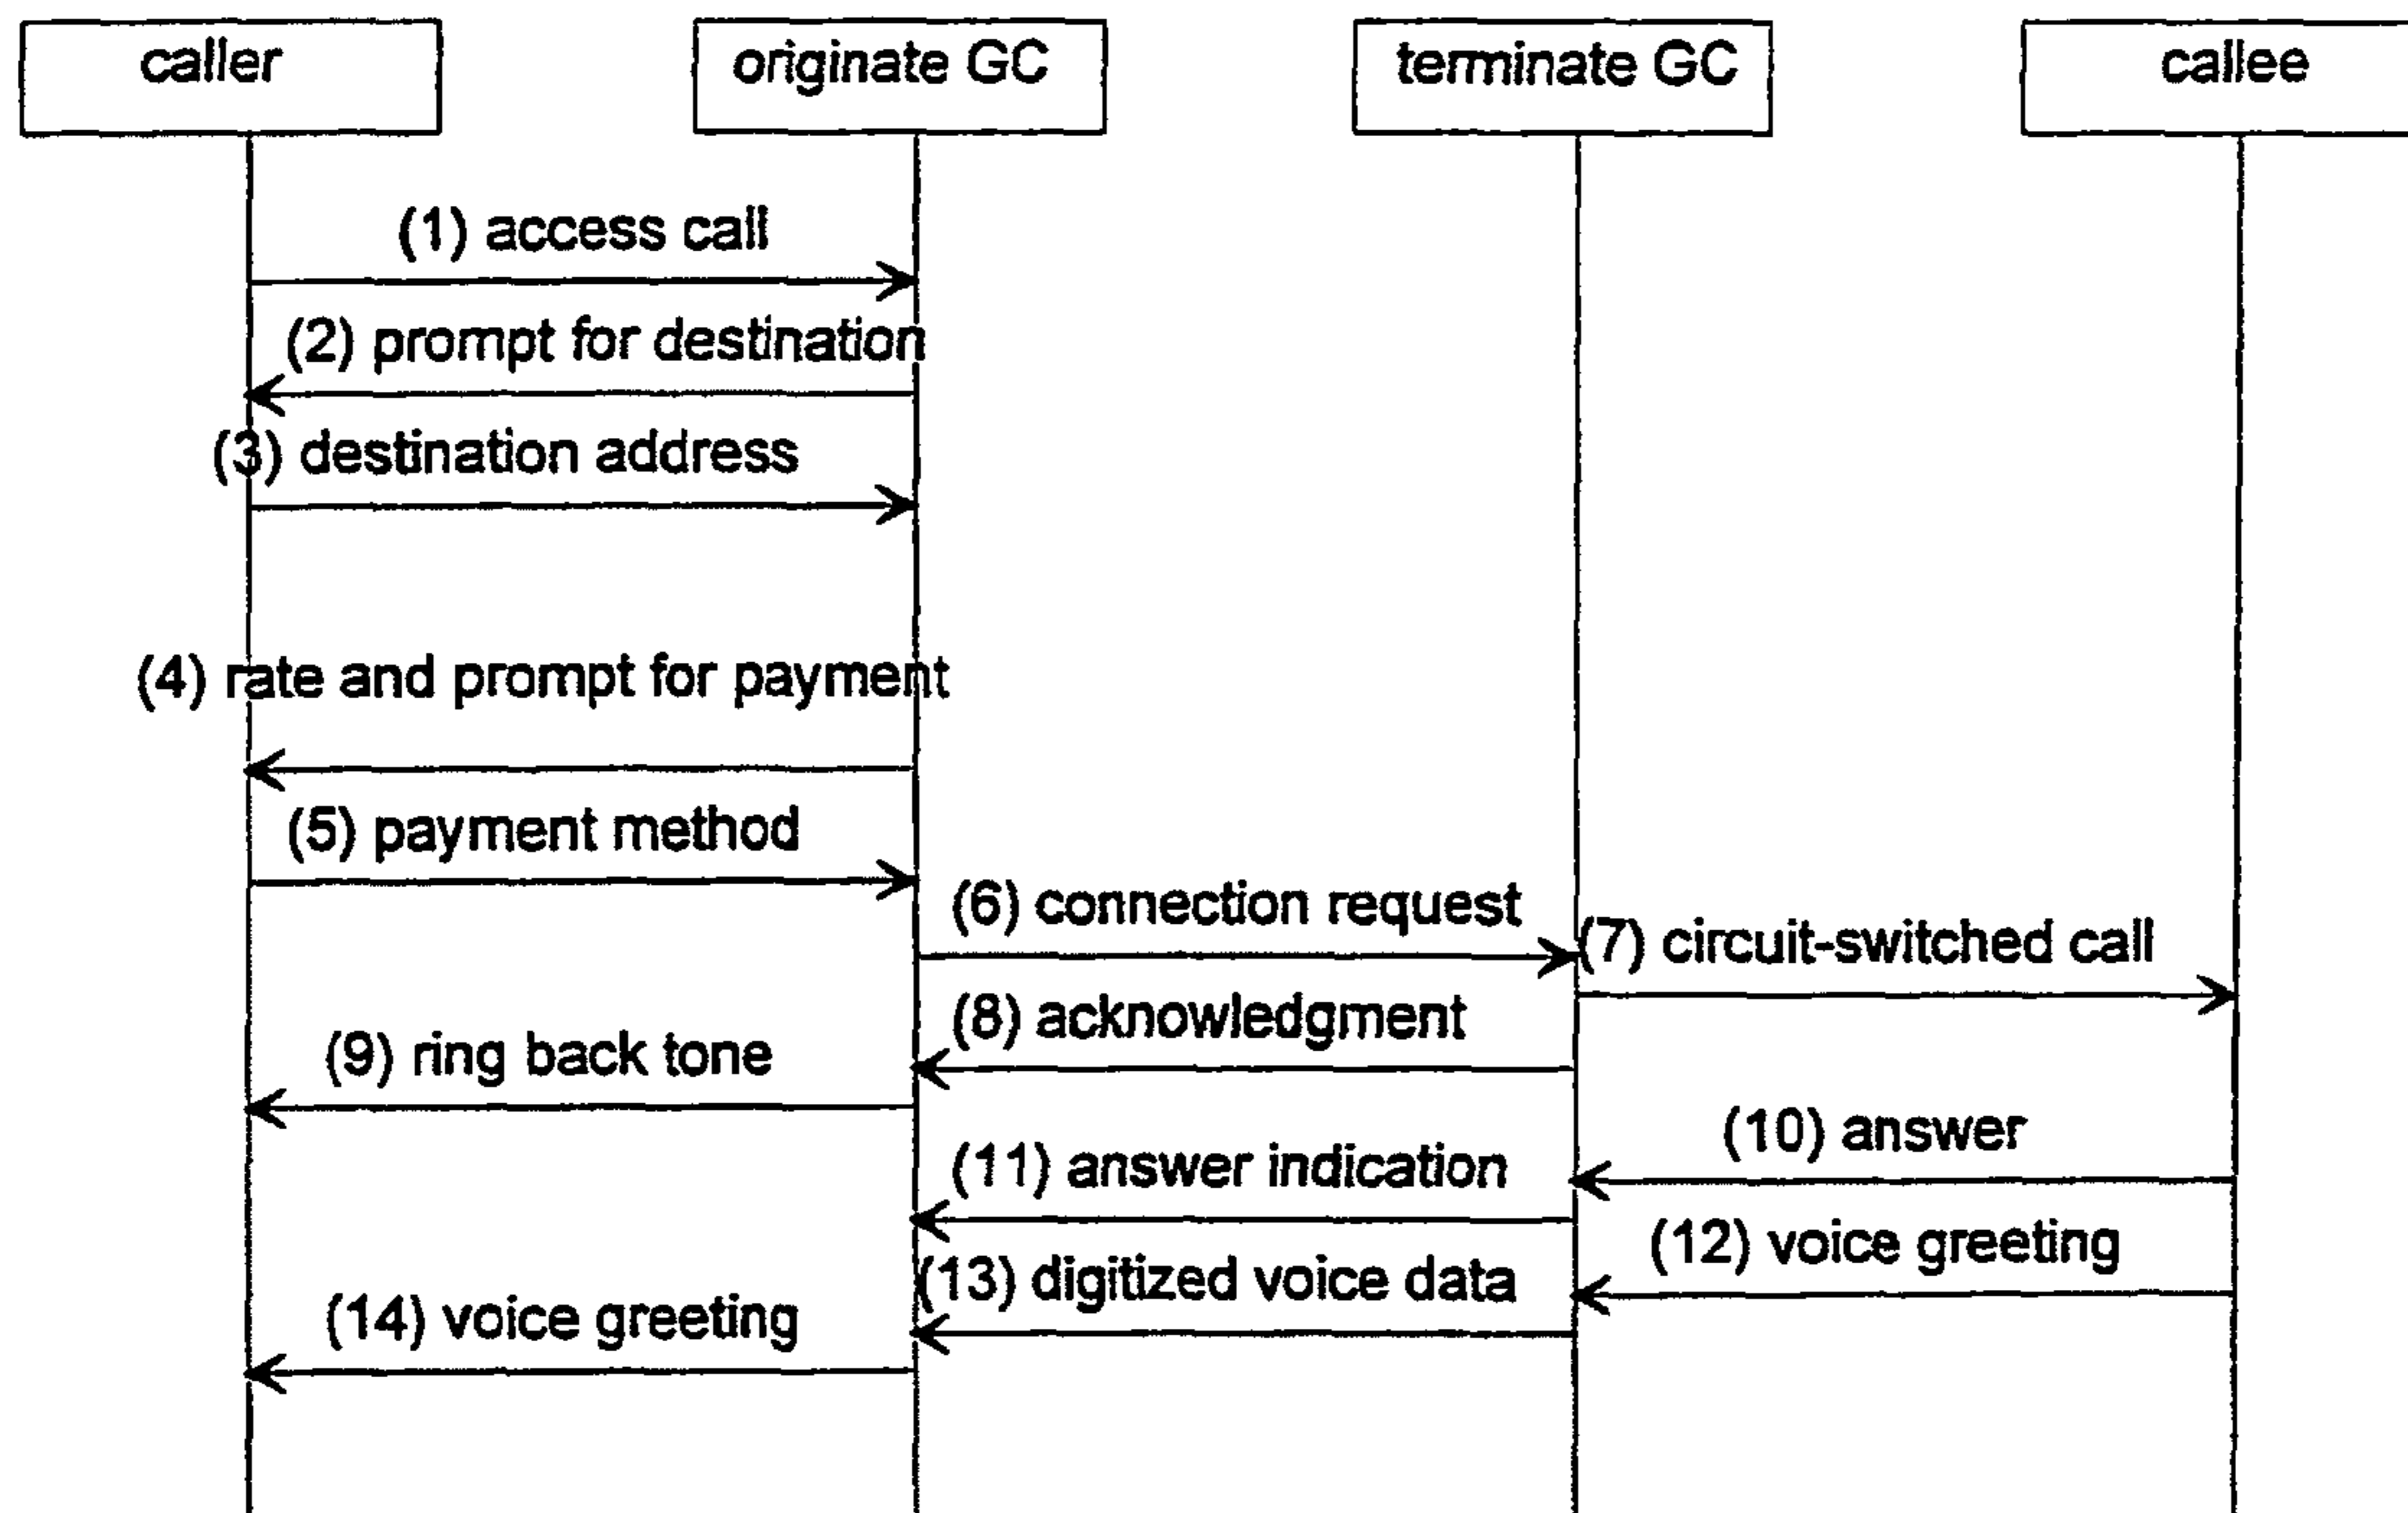 caller
originate GC
terminate GC
callee
(1) access call
(2) prompt for destination
(3) destination address
(4) rate and prompt for payment
(5) payment method
(6) connection request
(7) circuit-switched call
(8) acknowledgment
(9) ring back tone
(10) answer
(11) answer indication
(12) voice greeting
(13) digitized voice data
(14) voice greeting